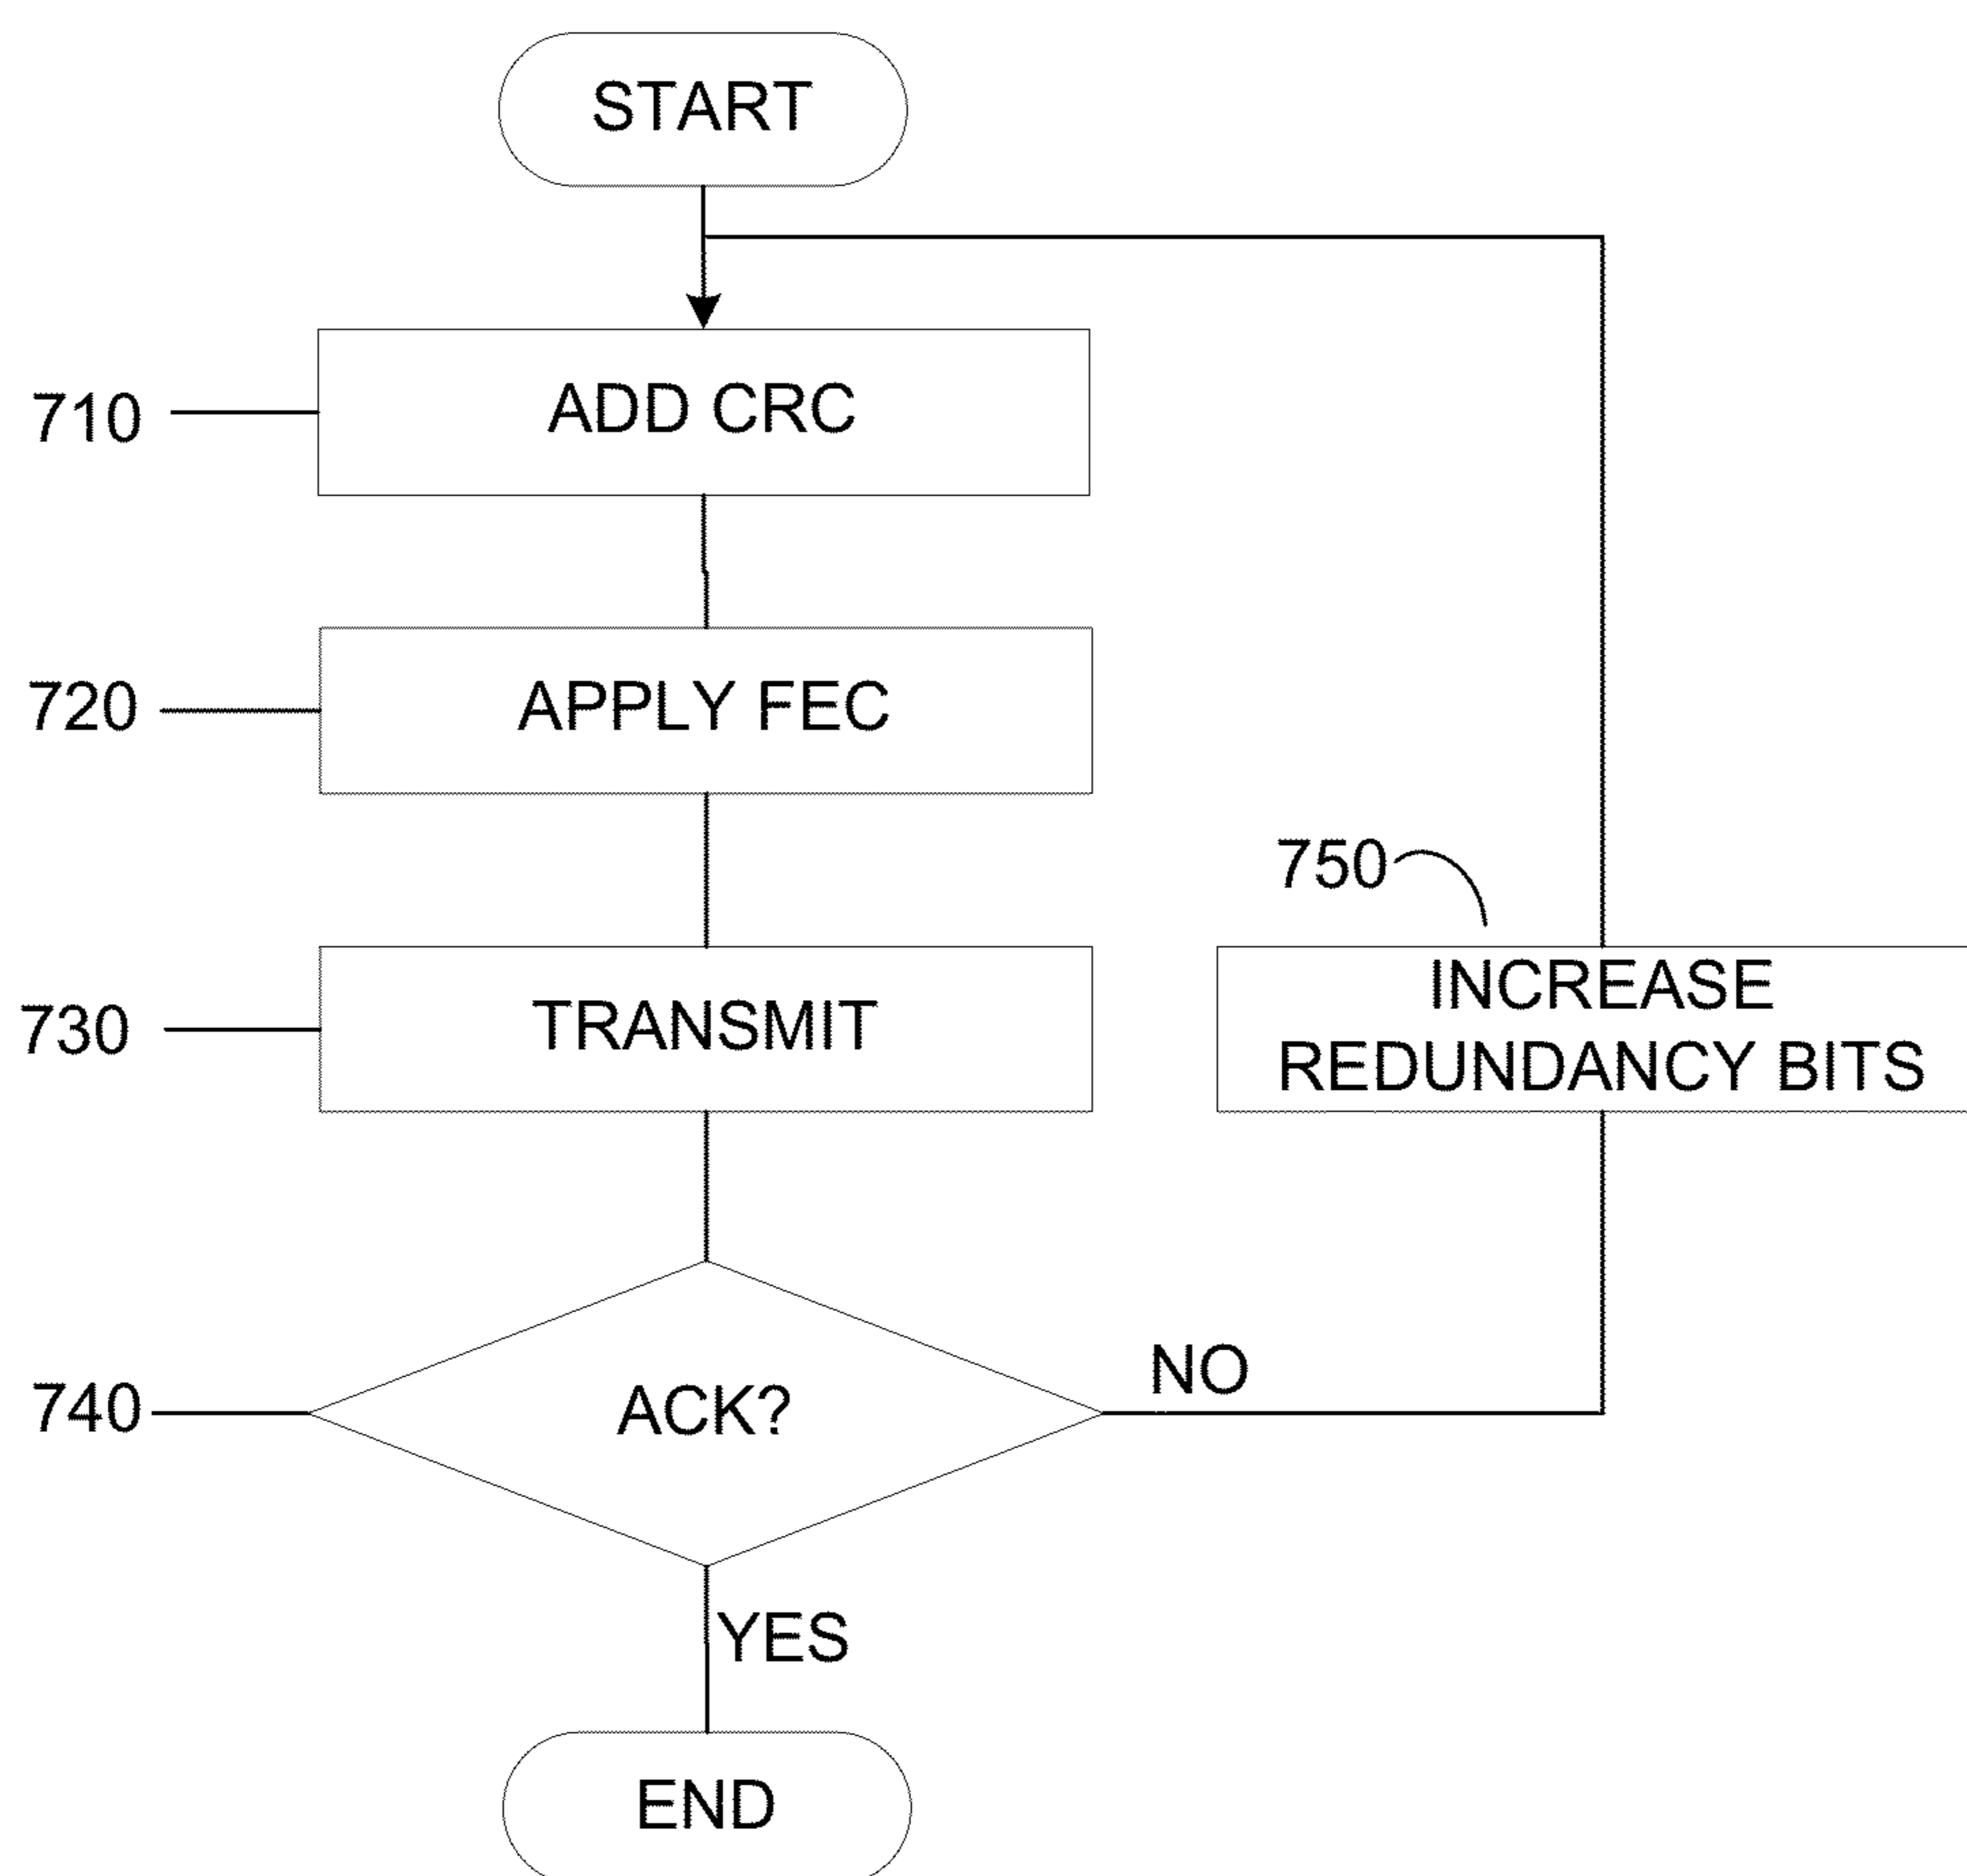 START
710
ADD CRC
720
APPLY FEC
730
TRANSMIT
750
INCREASE
REDUNDANCY BITS
740
ACK?
NO
YES
END